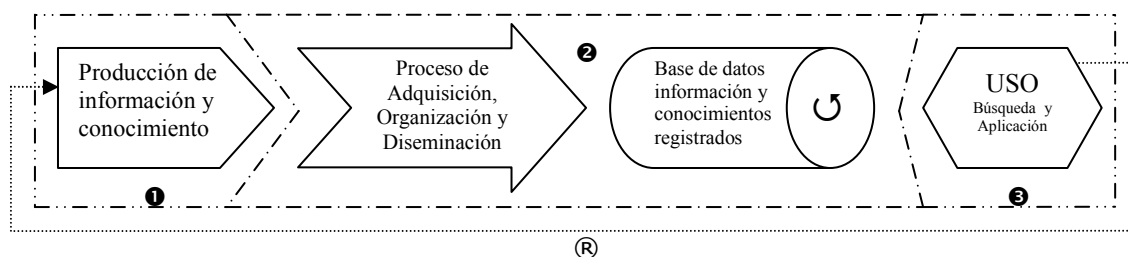 Producción de
información y
conocimiento
❶
Proceso de
Adquisición,
Organización y
Diseminación
❷
Base de datos
información y
conocimientos
registrados
USO
Búsqueda y
Aplicación
❸
®